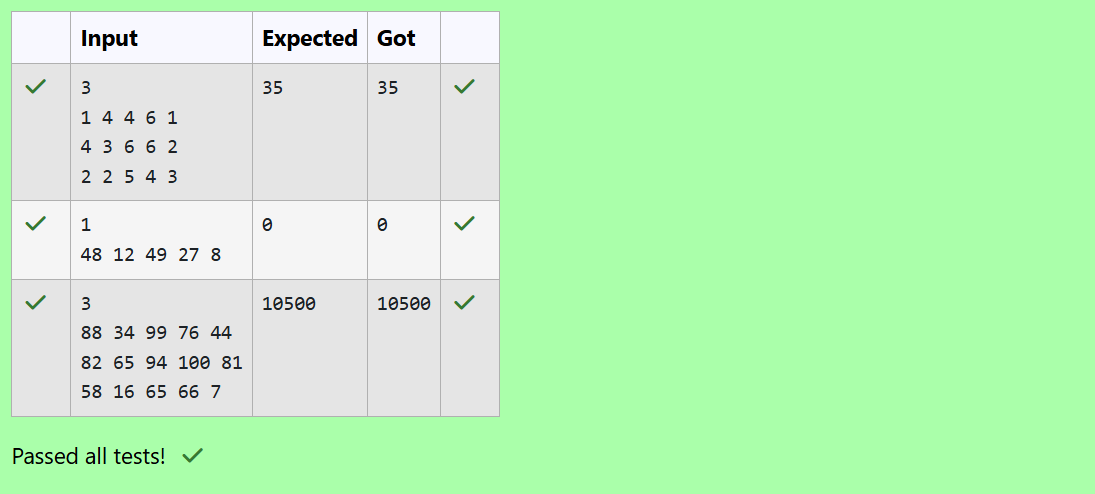 Input Expected Got
3 35 35
1 4 4 6 1
4 3 6 6 2
2 2 5 4 3
1 0 0
48 12 49 27 8
3 10500 10500
88 34 99 76 44
82 65 94 100 81
58 16 65 66 7
Passed all tests!